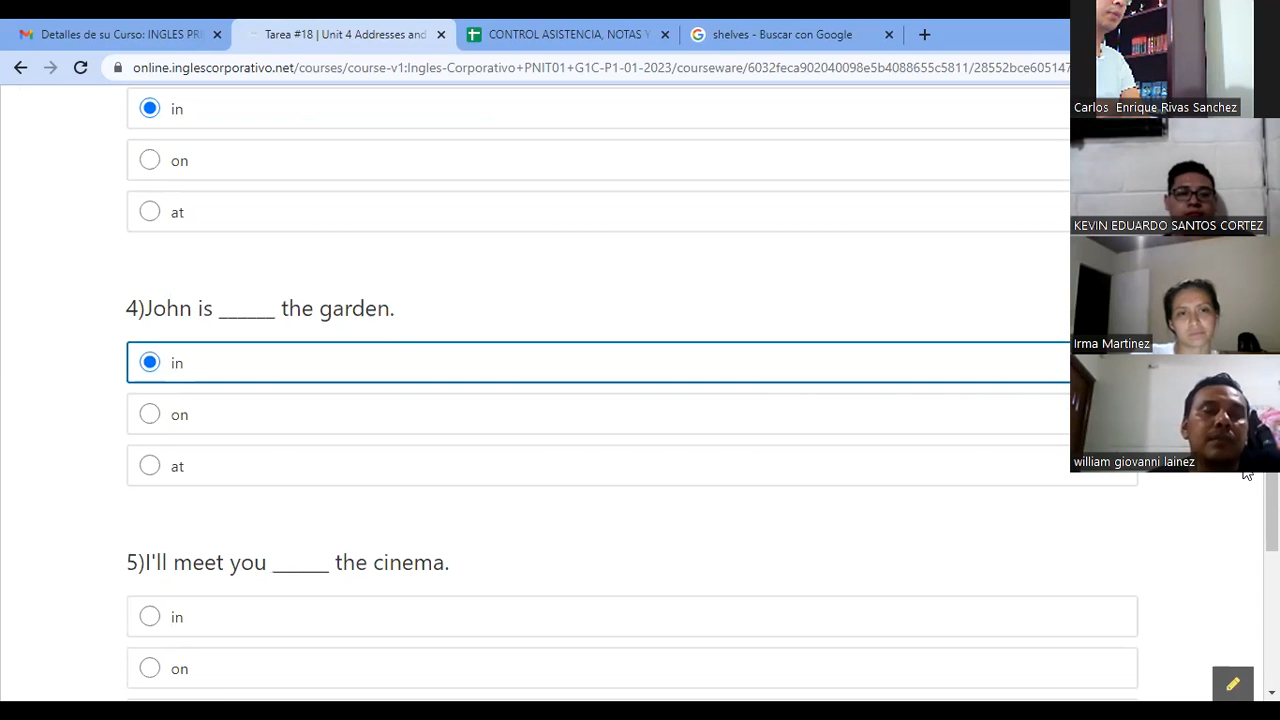 Detalles de su Curso: INGLES PRI
Tarea #18 | Unit 4 Addresses and
CONTROL ASISTENCIA, NOTAS Y
shelves - Buscar con Google
online.inglescorporativo.net/courses/course-v1:Ingles-Corporativo+PNIT01+G1C-P1-01-2023/courseware/6032feca902040098e5b4088655c5811/28552bce605147
Carlos Enrique Rivas Sanchez
in
on
at
KEVIN EDUARDO SANTOS CORTEZ
4)John is ______ the garden.
Irma Martinez
in
on
at
william giovanni lainez
5)I'll meet you ______ the cinema.
in
on